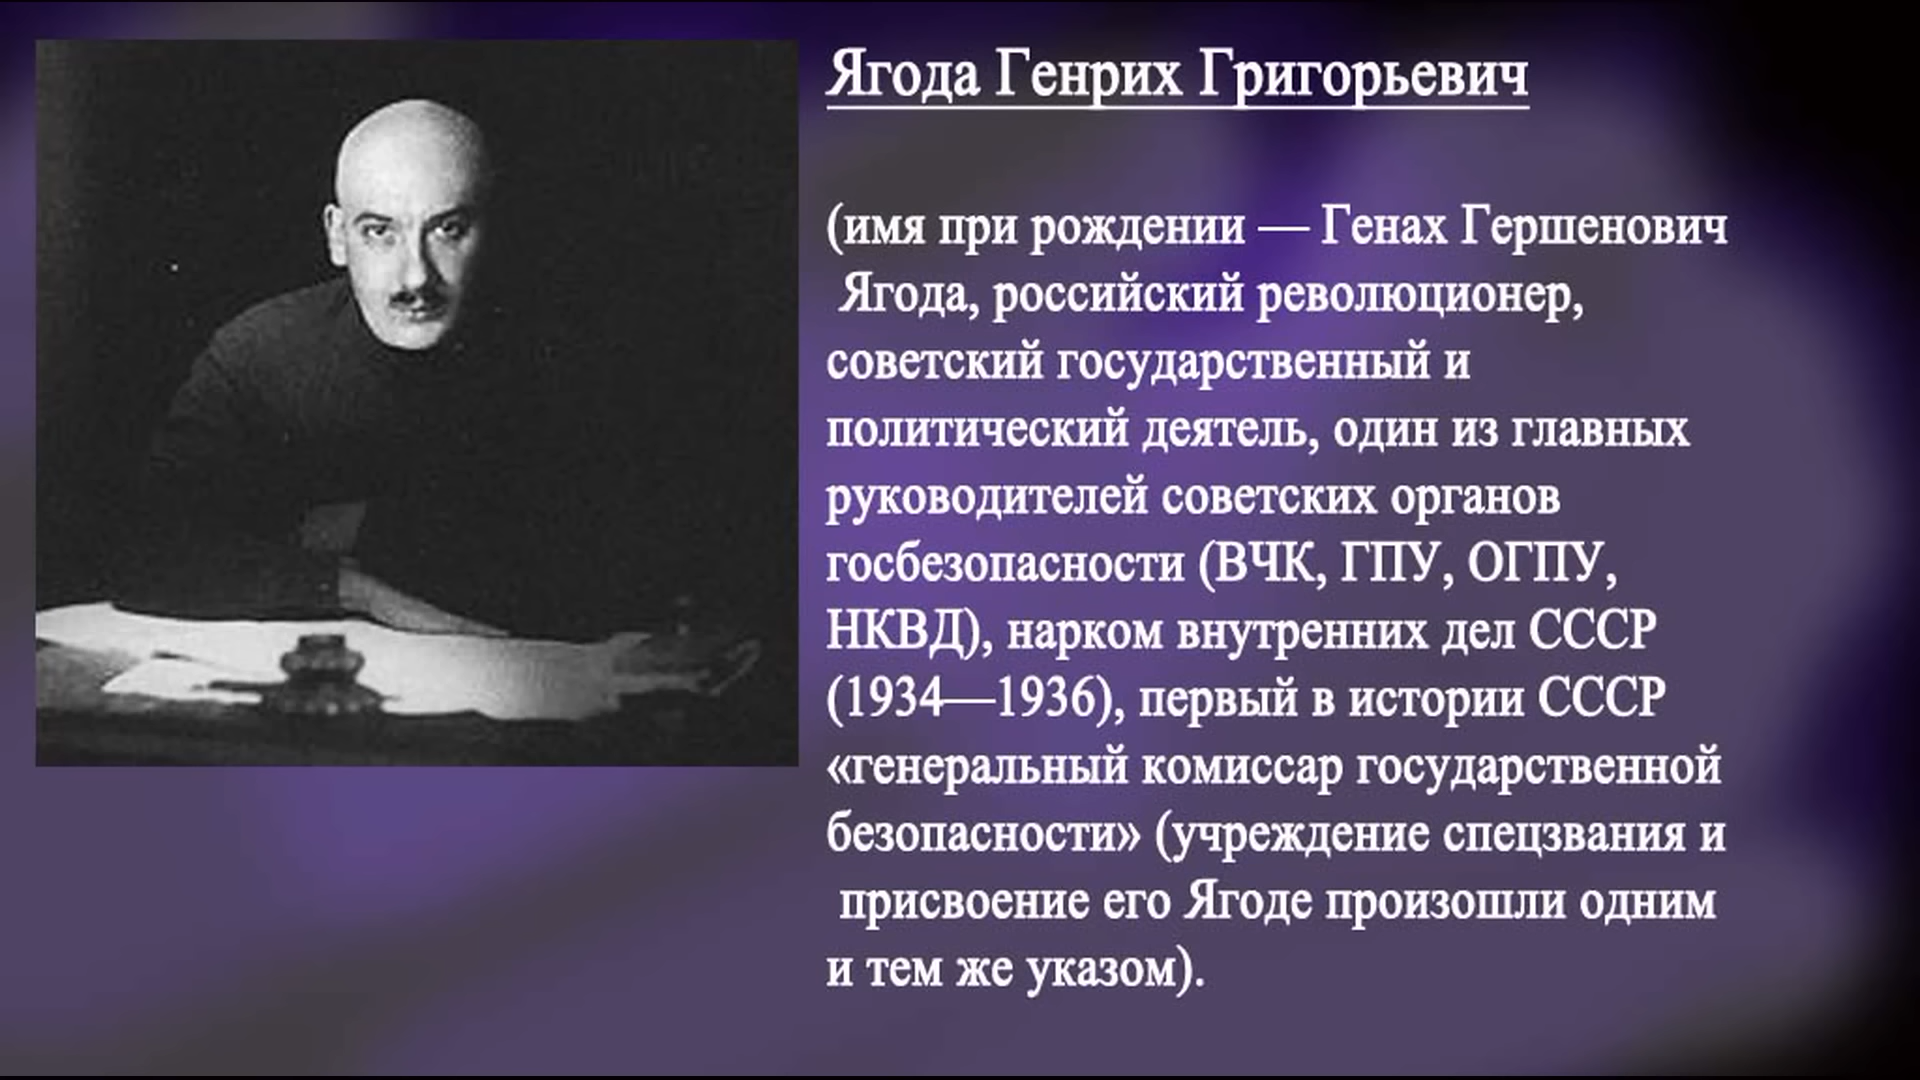 Ягода Генрих Григорьевич
(имя при рождении — Генах Гершенович
Ягода, российский революционер,
советский государственный и
политический деятель, один из главных
руководителей советских органов
госбезопасности (ВЧК, ГПУ, ОГПУ,
НКВД), нарком внутренних дел СССР
(1934—1936), первый в истории СССР
«генеральный комиссар государственной
безопасности» (учреждение спецзвания и
присвоение его Ягоде произошли одним
и тем же указом).